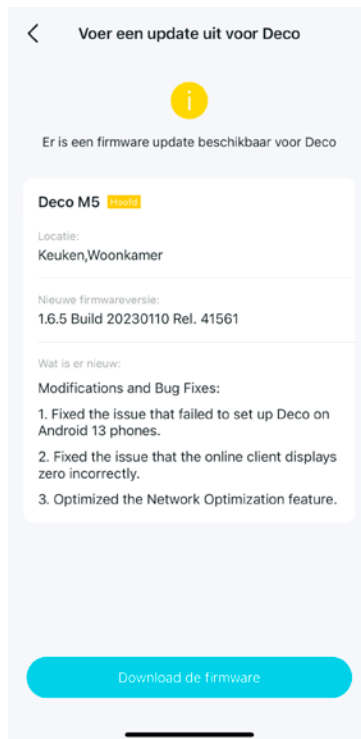 Voer een update uit voor Deco
i
Er is een firmware update beschikbaar voor Deco
Deco M5 Hoofd
Locatie:
Keuken,Woonkamer
Nieuwe firmwareversie:
1.6.5 Build 20230110 Rel. 41561
Wat is er nieuw:
Modifications and Bug Fixes:
1. Fixed the issue that failed to set up Deco on
Android 13 phones.
2. Fixed the issue that the online client displays
zero incorrectly.
3. Optimized the Network Optimization feature.
Download de firmware